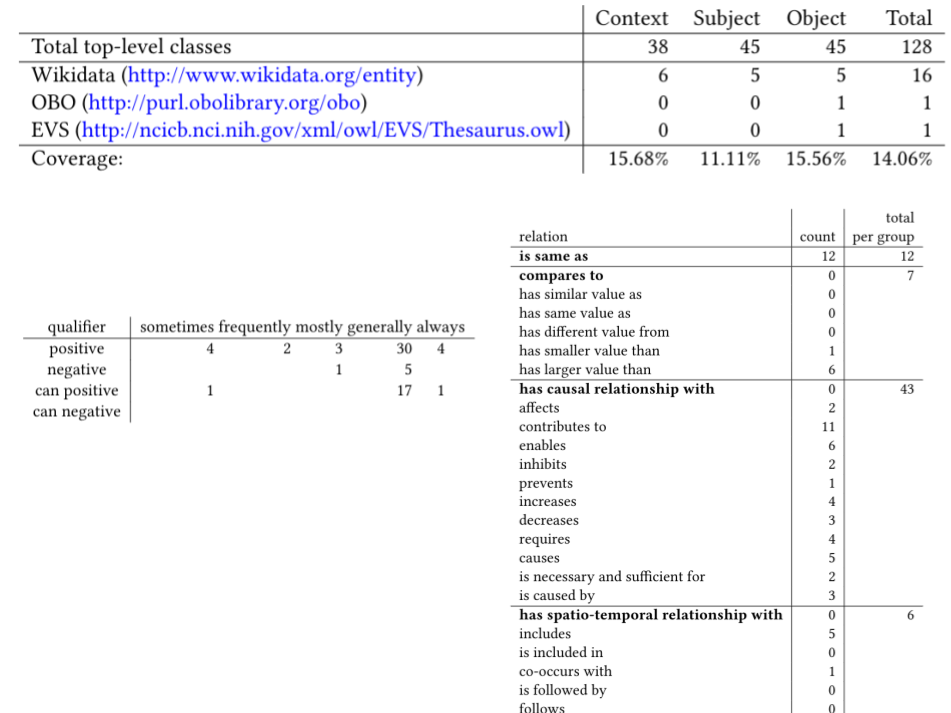 Context Subject Object Total
Total top-level classes 38 45 45 128
Wikidata (http://www.wikidata.org/entity) 6 5 5 16
OBO (http://purl.obolibrary.org/obo) 0 0 1 1
EVS (http://ncicb.nci.nih.gov/xml/owl/EVS/Thesaurus.owl) 0 0 1 1
Coverage: 15.68% 11.11% 15.56% 14.06%
qualifier sometimes frequently mostly generally always
positive 4 2 3 30 4
negative 1 5
can positive 1 17 1
can negative
total
relation count per group
is same as 12 12
compares to 0 7
has similar value as 0
has same value as 0
has different value from 0
has smaller value than 1
has larger value than 6
has causal relationship with 0 43
affects 2
contributes to 11
enables 6
inhibits 2
prevents 1
increases 4
decreases 3
requires 4
causes 5
is necessary and sufficient for 2
is caused by 3
has spatio-temporal relationship with 0 6
includes 5
is included in 0
co-occurs with 1
is followed by 0
follows 0